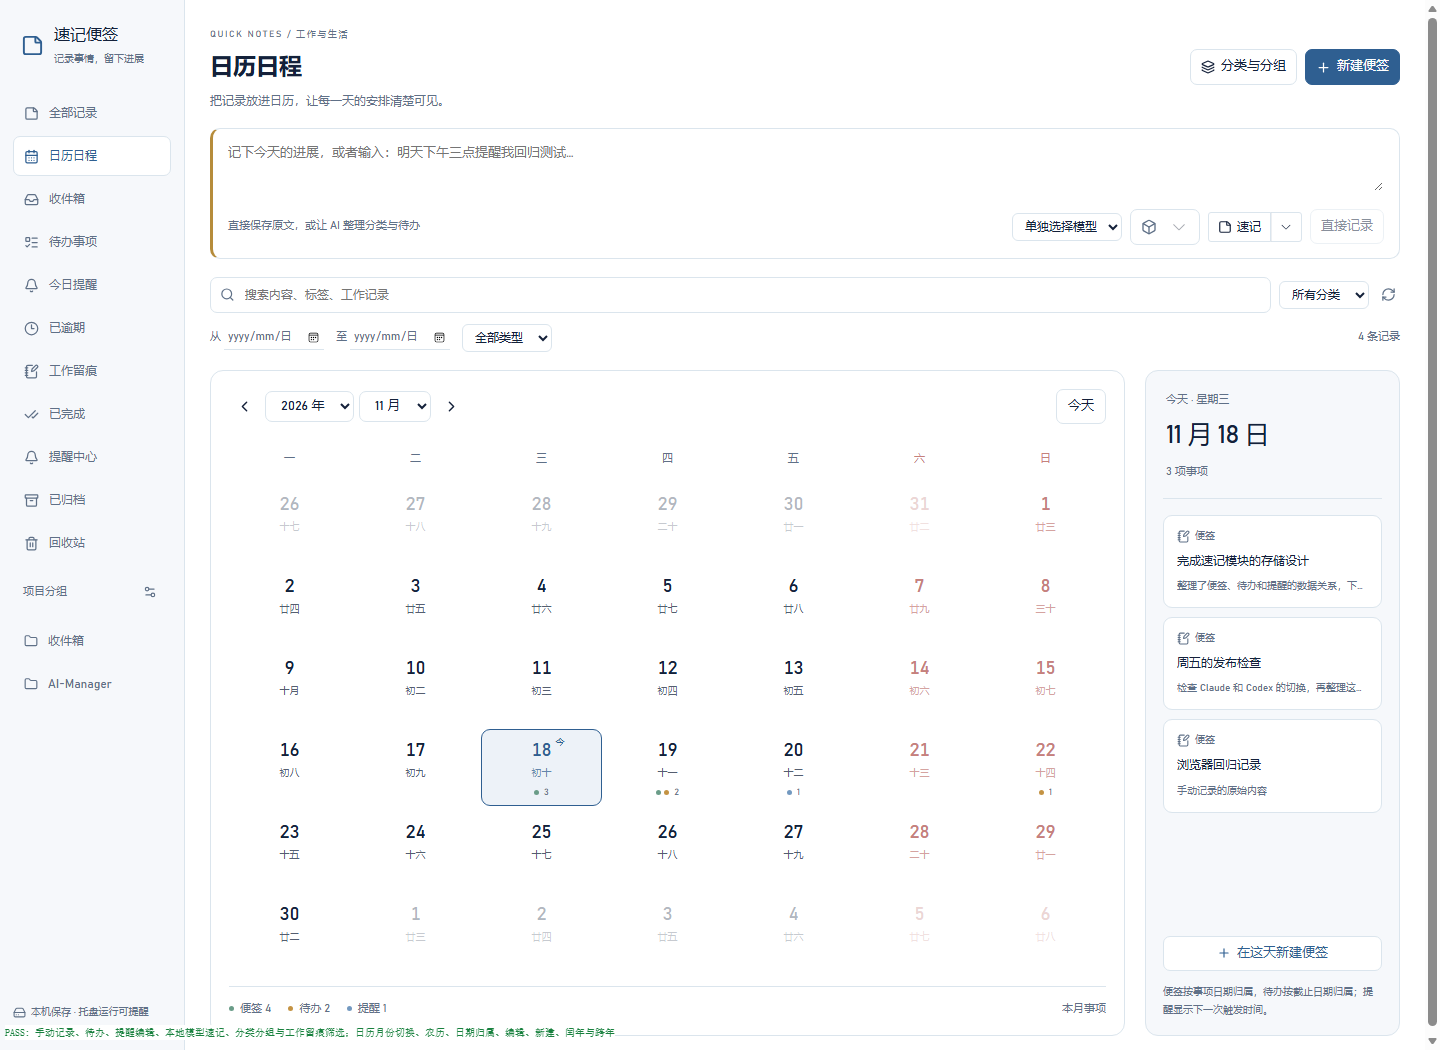 速记便签
记录事情，留下进展
全部记录
日历日程
收件箱
待办事项
今日提醒
已逾期
工作留痕
已完成
提醒中心
已归档
回收站
项目分组
收件箱
AI-Manager
本机保存 · 托盘运行可提醒
QUICK NOTES / 工作与生活
日历日程
把记录放进日历，让每一天的安排清楚可见。
分类与分组
新建便签
记下今天的进展，或者输入：明天下午三点提醒我回归测试...
直接保存原文，或让 AI 整理分类与待办
单独选择模型
速记
直接记录
搜索内容、标签、工作记录
所有分类
从 yyyy/mm/日 至 yyyy/mm/日 全部类型
4 条记录
2026 年 11 月
今天
一 二 三 四 五 六 日
26 27 28 29 30 31 1
十七 十八 十九 二十 廿一 廿二 廿三
2 3 4 5 6 7 8
廿四 廿五 廿六 廿七 廿八 廿九 三十
9 10 11 12 13 14 15
十月 初二 初三 初四 初五 初六 初七
16 17 18 今 19 20 21 22
初八 初九 初十 十一 十二 十三 十四
3 2 1 1
23 24 25 26 27 28 29
十五 十六 十七 十八 十九 二十 廿一
30 1 2 3 4 5 6
廿二 廿三 廿四 廿五 廿六 廿七 廿八
便签 4 待办 2 提醒 1
本月事项
今天 · 星期三
11 月 18 日
3 项事项
便签
完成速记模块的存储设计
整理了便签、待办和提醒的数据关系，下...
便签
周五的发布检查
检查 Claude 和 Codex 的切换，再整理这...
便签
浏览器回归记录
手动记录的原始内容
在这天新建便签
便签按事项日期归属，待办按截止日期归属；提
醒显示下一次触发时间。
PASS: 手动记录、待办、提醒编辑、本地模型速记、分类分组与工作留痕筛选；日历月份切换、农历、日期归属、编辑、新建、闰年与跨年